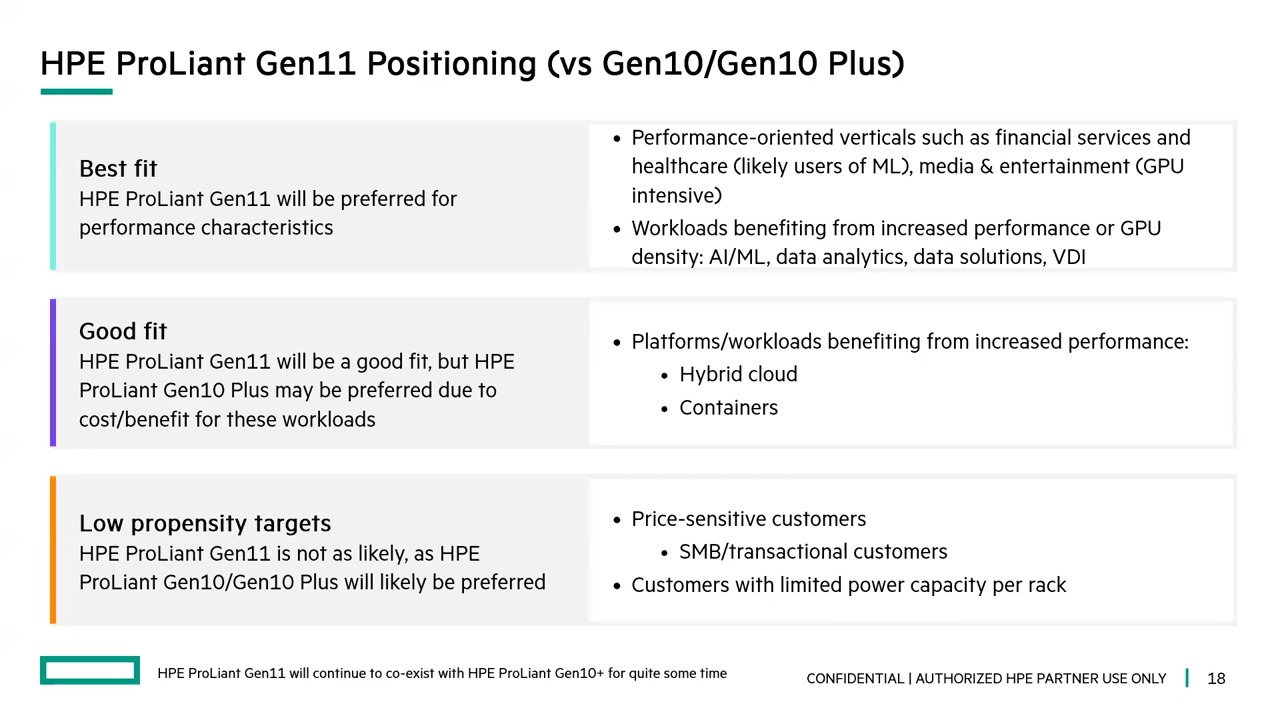 HPE ProLiant Gen11 Positioning (vs Gen10/Gen10 Plus)
Best fit
HPE ProLiant Gen11 will be preferred for
performance characteristics
• Performance-oriented verticals such as financial services and
healthcare (likely users of ML), media & entertainment (GPU
intensive)
• Workloads benefiting from increased performance or GPU
density: AI/ML, data analytics, data solutions, VDI
Good fit
HPE ProLiant Gen11 will be a good fit, but HPE
ProLiant Gen10 Plus may be preferred due to
cost/benefit for these workloads
• Platforms/workloads benefiting from increased performance:
• Hybrid cloud
• Containers
Low propensity targets
HPE ProLiant Gen11 is not as likely, as HPE
ProLiant Gen10/Gen10 Plus will likely be preferred
• Price-sensitive customers
• SMB/transactional customers
• Customers with limited power capacity per rack
HPE ProLiant Gen11 will continue to co-exist with HPE ProLiant Gen10+ for quite some time
CONFIDENTIAL | AUTHORIZED HPE PARTNER USE ONLY | 18